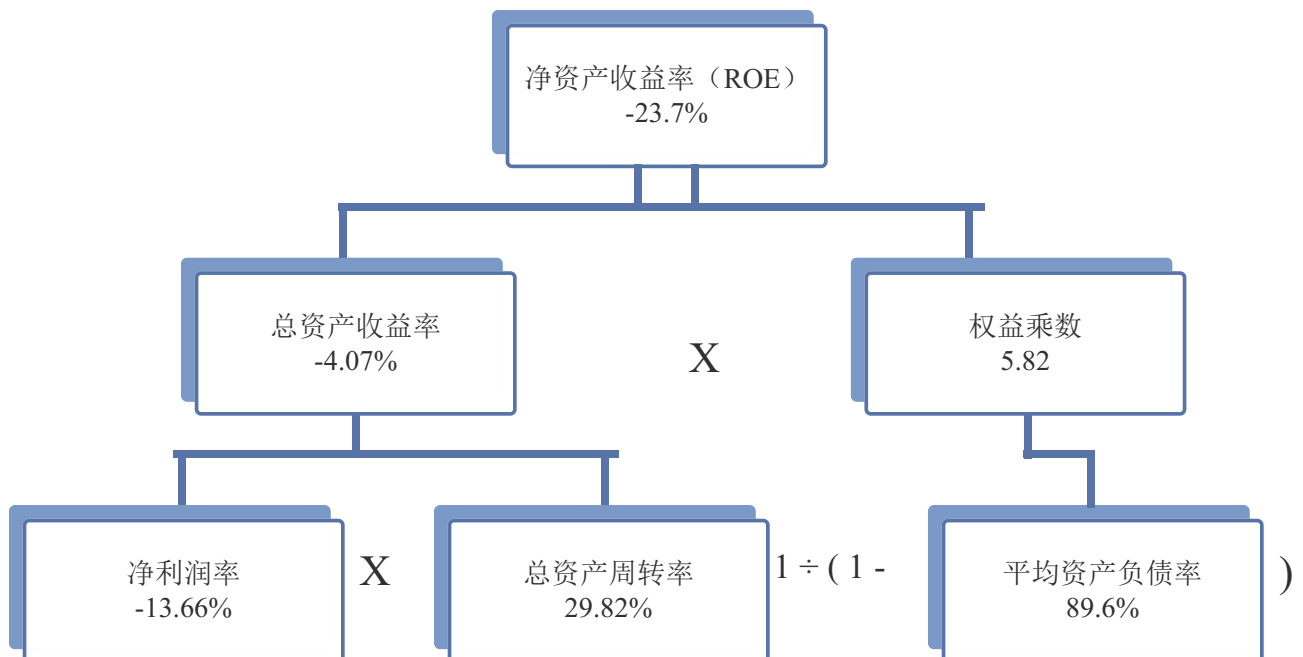 净资产收益率（ROE）
-23.7%
总资产收益率
-4.07%
X
权益乘数
5.82
净利润率
-13.66%
X
总资产周转率
29.82%
1 ÷ ( 1 -
平均资产负债率
89.6%
)